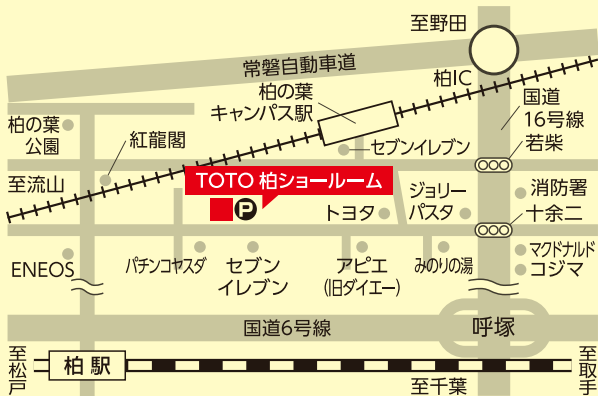 至野田
常磐自動車道
柏IC
柏の葉
キャンパス駅
国道
16号線
柏の葉
公園
紅龍閣
セブンイレブン
若柴
至流山
TOTO 柏ショールーム
ジョリー
パスタ
消防署
P
トヨタ
十余二
ENEOS
パチンコヤスダ
セブン
イレブン
アピエ
(旧ダイエー)
みのりの湯
マクドナルド
コジマ
国道6号線
呼塚
至松戸
柏駅
至千葉
至取手